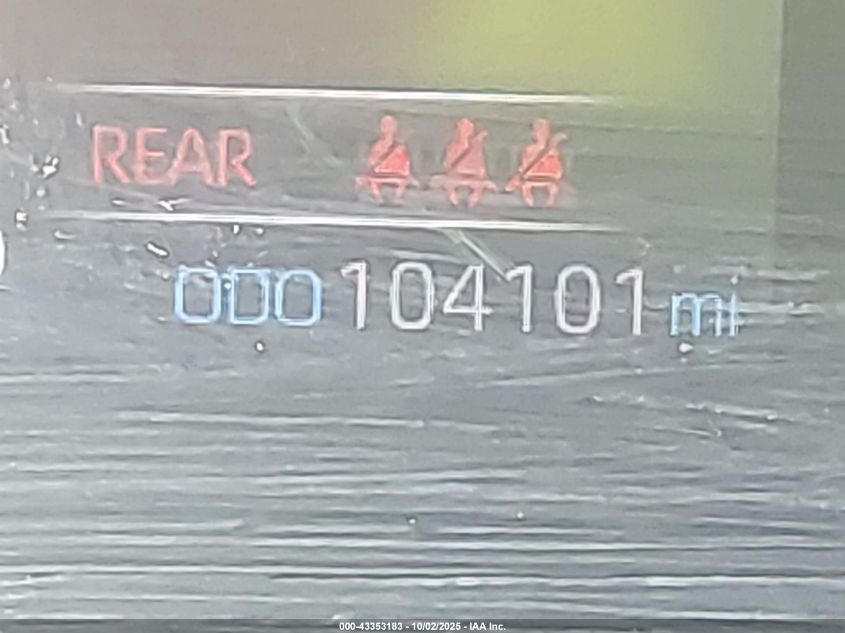 REAR
ODO 104101 mi
000-43353183 - 10/02/2025 - IAA Inc.